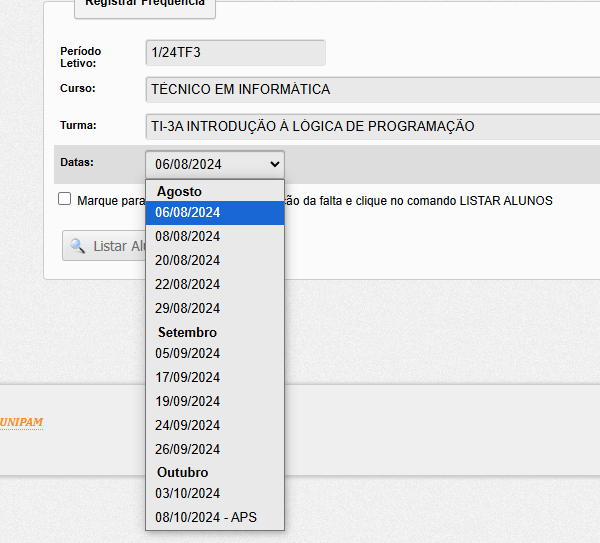 Registrar Frequência
Período
Letivo:
1/24TF3
Curso:
TÉCNICO EM INFORMÁTICA
Turma:
TI-3A INTRODUÇÃO À LÓGICA DE PROGRAMAÇÃO
Datas:
06/08/2024
Agosto
Marque para ção da falta e clique no comando LISTAR ALUNOS
06/08/2024
08/08/2024
Listar Alu
20/08/2024
22/08/2024
29/08/2024
Setembro
05/09/2024
17/09/2024
19/09/2024
UNIPAM
24/09/2024
26/09/2024
Outubro
03/10/2024
08/10/2024 - APS